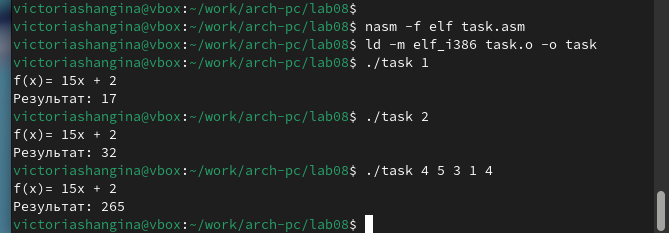 victoriashangina@vbox:~/work/arch-pc/lab08$
victoriashangina@vbox:~/work/arch-pc/lab08$ nasm -f elf task.asm
victoriashangina@vbox:~/work/arch-pc/lab08$ ld -m elf_i386 task.o -o task
victoriashangina@vbox:~/work/arch-pc/lab08$ ./task 1
f(x)= 15x + 2
Результат: 17
victoriashangina@vbox:~/work/arch-pc/lab08$ ./task 2
f(x)= 15x + 2
Результат: 32
victoriashangina@vbox:~/work/arch-pc/lab08$ ./task 4 5 3 1 4
f(x)= 15x + 2
Результат: 265
victoriashangina@vbox:~/work/arch-pc/lab08$